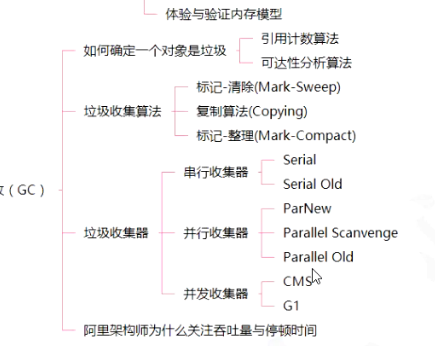 体验与验证内存模型
如何确定一个对象是垃圾
引用计数算法
可达性分析算法
垃圾收集算法
标记-清除(Mark-Sweep)
复制算法(Copying)
标记-整理(Mark-Compact)
(GC)
垃圾收集器
串行收集器
Serial
Serial Old
并行收集器
ParNew
Parallel Scanvenge
Parallel Old
并发收集器
CMS
G1
阿里架构师为什么关注吞吐量与停顿时间